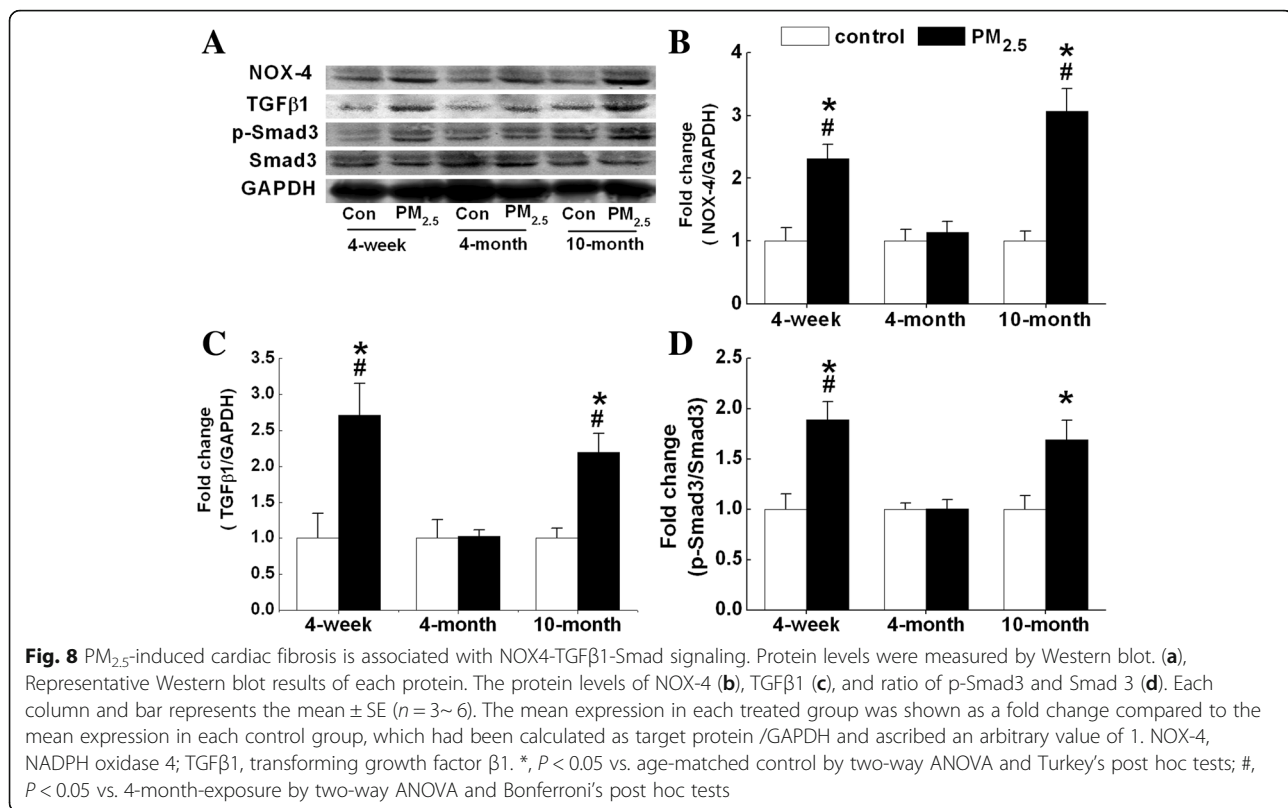 A
NOX-4
TGFβ1
p-Smad3
Smad3
GAPDH
Con PM2.5 Con PM2.5 Con PM2.5
4-week 4-month 10-month
B
control PM2.5
Fold change
( NOX-4/GAPDH)
4
3
2
1
0
* # * #
4-week 4-month 10-month
C
Fold change
( TGFβ1/GAPDH)
3.5
3.0
2.5
2.0
1.5
1.0
0.5
0.0
* # * #
4-week 4-month 10-month
D
Fold change
(p-Smad3/Smad3)
2.5
2.0
1.5
1.0
0.5
0.0
* # *
4-week 4-month 10-month
Fig. 8 PM2.5-induced cardiac fibrosis is associated with NOX4-TGFβ1-Smad signaling. Protein levels were measured by Western blot. (a),
Representative Western blot results of each protein. The protein levels of NOX-4 (b), TGFβ1 (c), and ratio of p-Smad3 and Smad 3 (d). Each
column and bar represents the mean ± SE (n = 3~ 6). The mean expression in each treated group was shown as a fold change compared to the
mean expression in each control group, which had been calculated as target protein /GAPDH and ascribed an arbitrary value of 1. NOX-4,
NADPH oxidase 4; TGFβ1, transforming growth factor β1. *, P < 0.05 vs. age-matched control by two-way ANOVA and Turkey's post hoc tests; #,
P < 0.05 vs. 4-month-exposure by two-way ANOVA and Bonferroni's post hoc tests